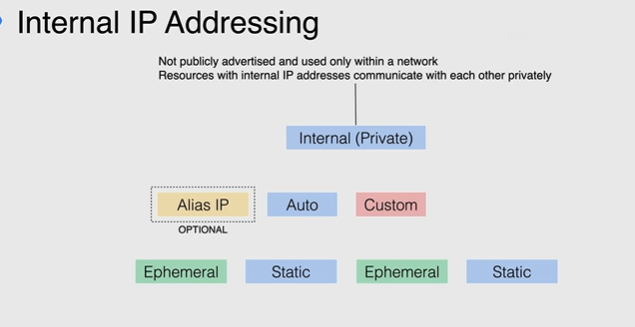 Internal IP Addressing
Not publicly advertised and used only within a network
Resources with internal IP addresses communicate with each other privately
Internal (Private)
Alias IP
Auto
Custom
OPTIONAL
Ephemeral
Static
Ephemeral
Static